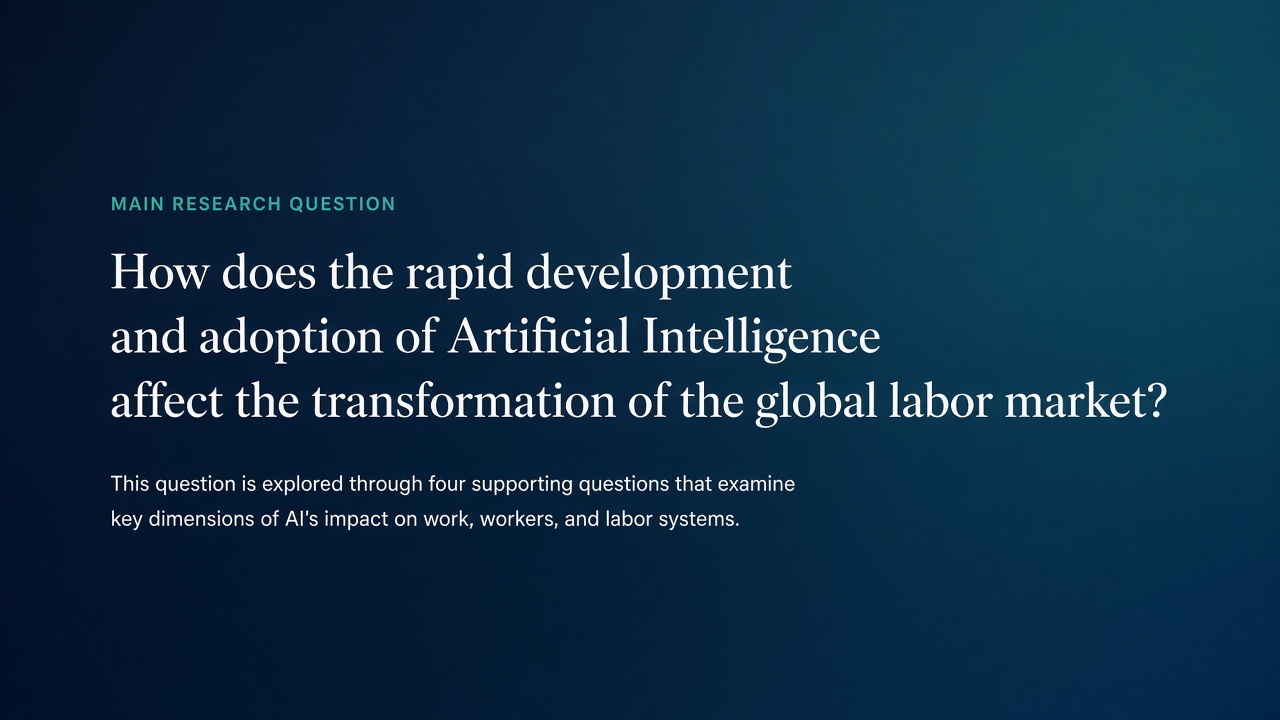 MAIN RESEARCH QUESTION
How does the rapid development
and adoption of Artificial Intelligence
affect the transformation of the global labor market?
This question is explored through four supporting questions that examine
key dimensions of AI’s impact on work, workers, and labor systems.